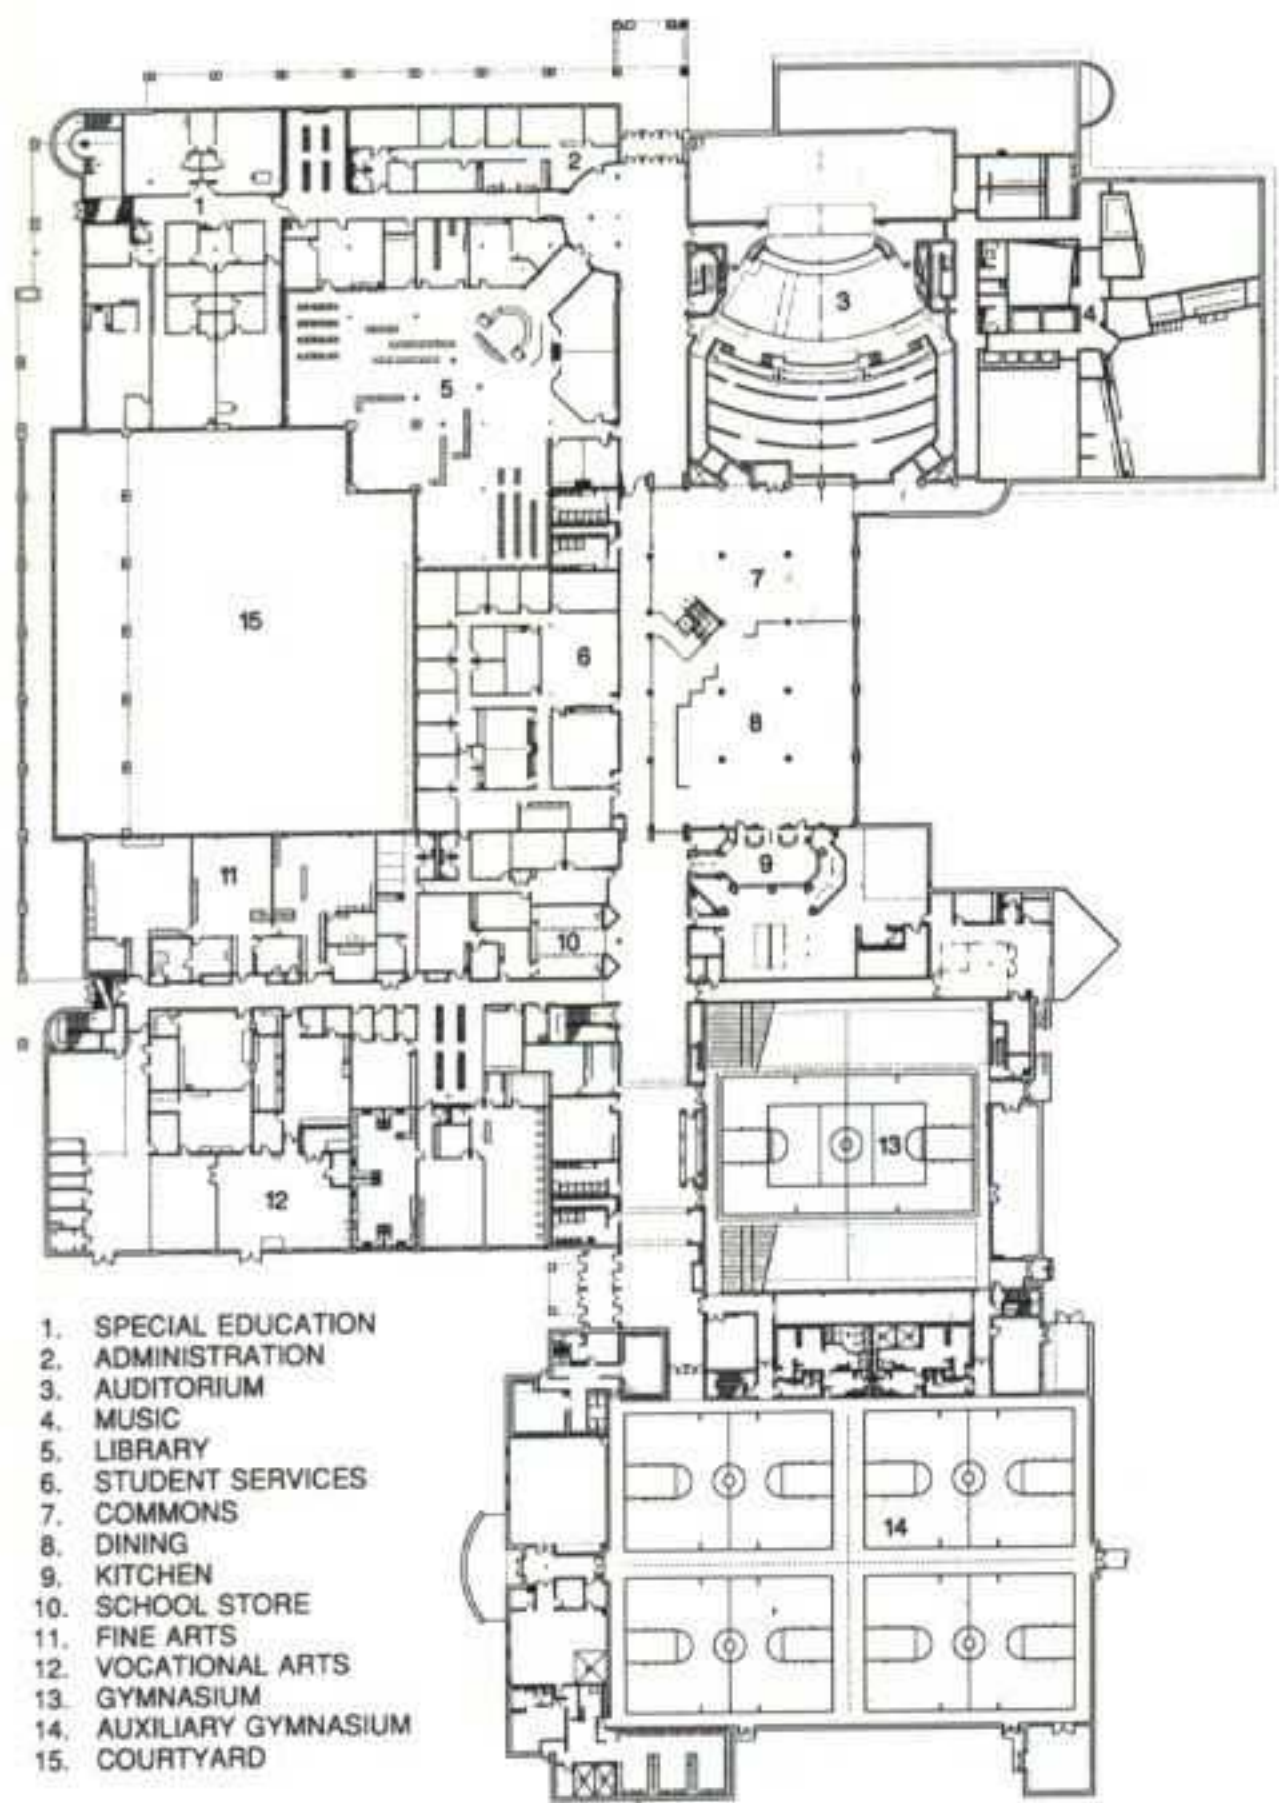 2
1
3
4
5
7
15
6
8
9
11
10
13
12
1. SPECIAL EDUCATION
2. ADMINISTRATION
3. AUDITORIUM
4. MUSIC
5. LIBRARY
6. STUDENT SERVICES
7. COMMONS
8. DINING
9. KITCHEN
10. SCHOOL STORE
11. FINE ARTS
12. VOCATIONAL ARTS
13. GYMNASIUM
14. AUXILIARY GYMNASIUM
15. COURTYARD
14